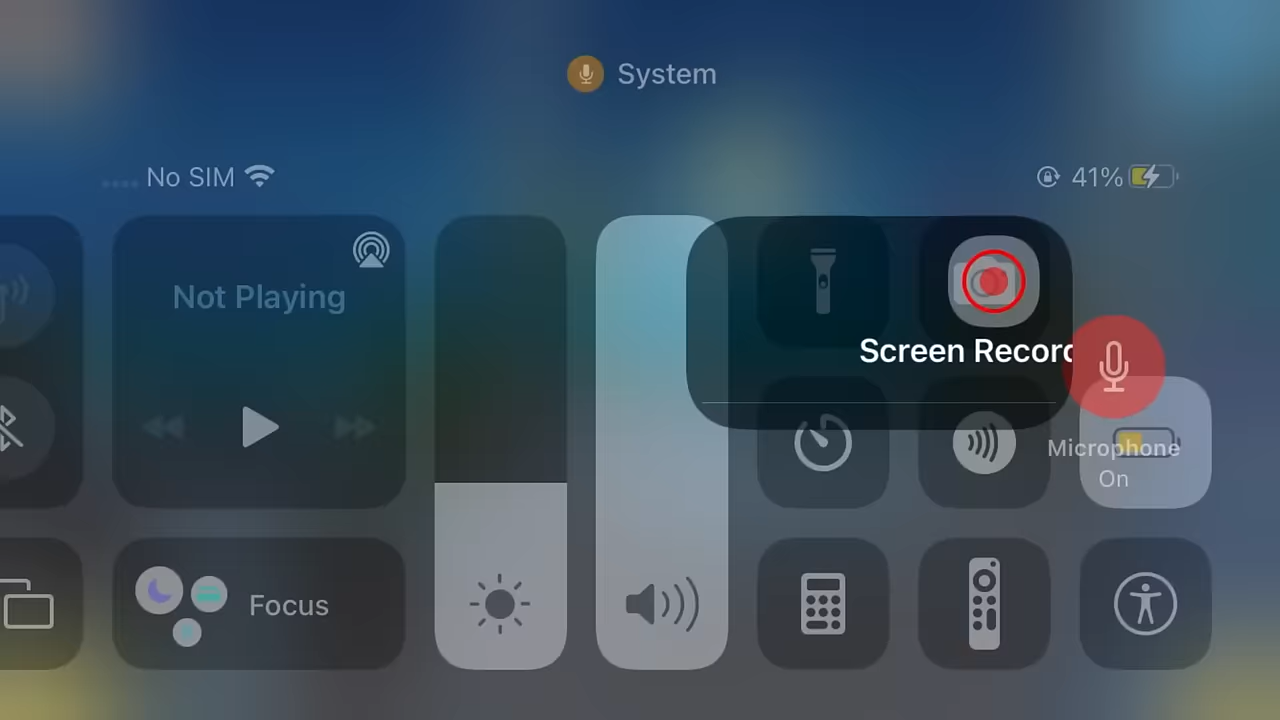 System
No SIM
41%
Not Playing
Screen Record
Microphone
On
Focus